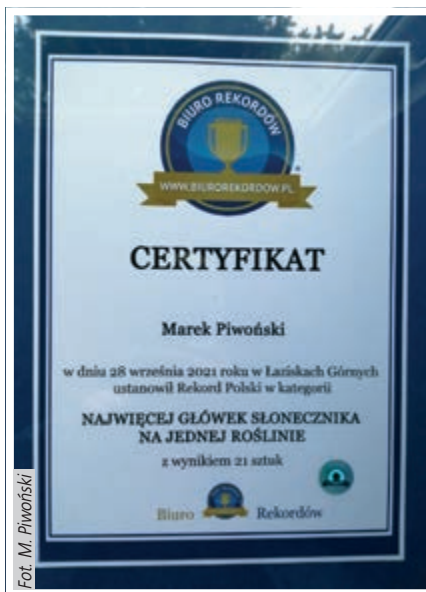 BIURO REKORDÓW
WWW.BIUROREKORDOW.PL
CERTYFIKAT
Marek Piwoński
w dniu 28 września 2021 roku w Łaziskach Górnych
ustanowił Rekord Polski w kategorii
NAJWIĘCEJ GŁÓWEK SŁONECZNIKA
NA JEDNEJ ROŚLINIE
z wynikiem 21 sztuk
Biuro Rekordów
Fot. M. Piwoński